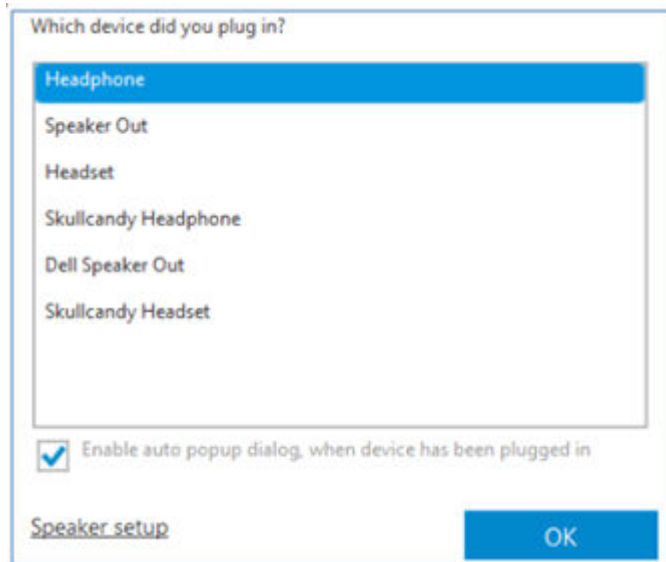 Which device did you plug in?
Headphone
Speaker Out
Headset
Skullcandy Headphone
Dell Speaker Out
Skullcandy Headset
Enable auto popup dialog, when device has been plugged in
Speaker setup
OK